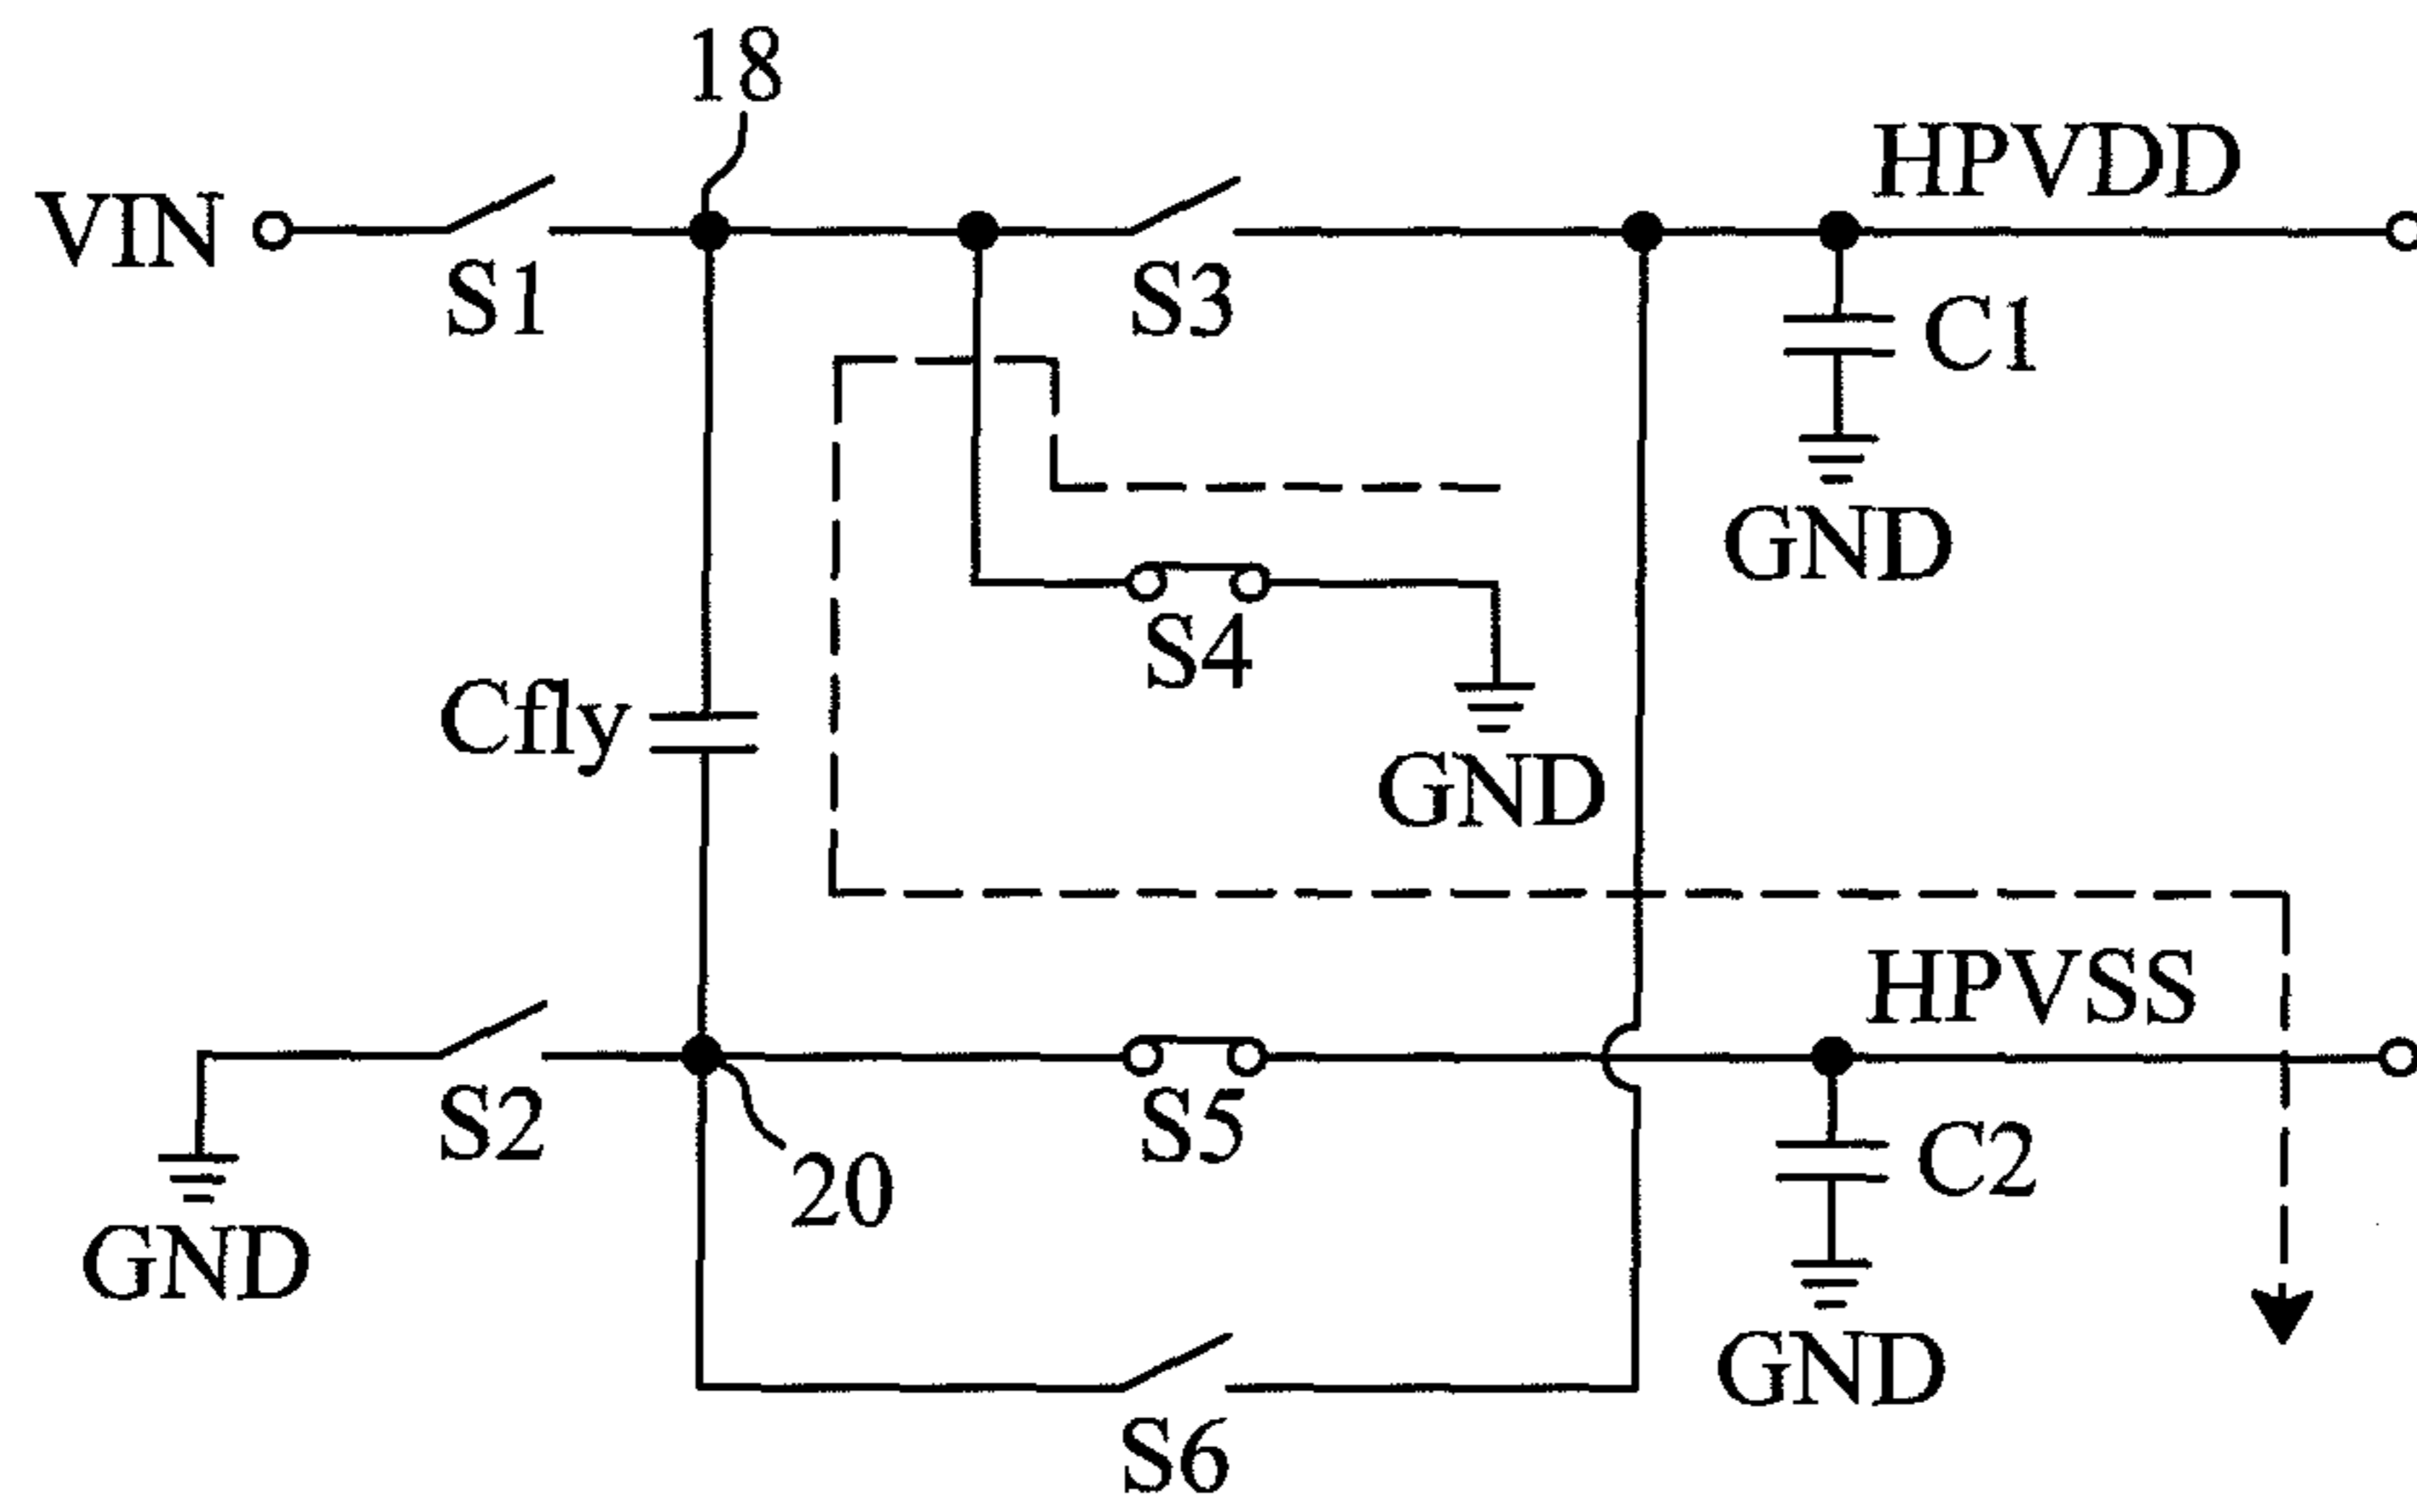 18
HPVDD
VIN
S1
S3
C1
GND
S4
Cfly
GND
HPVSS
S2
S5
C2
20
GND
GND
S6